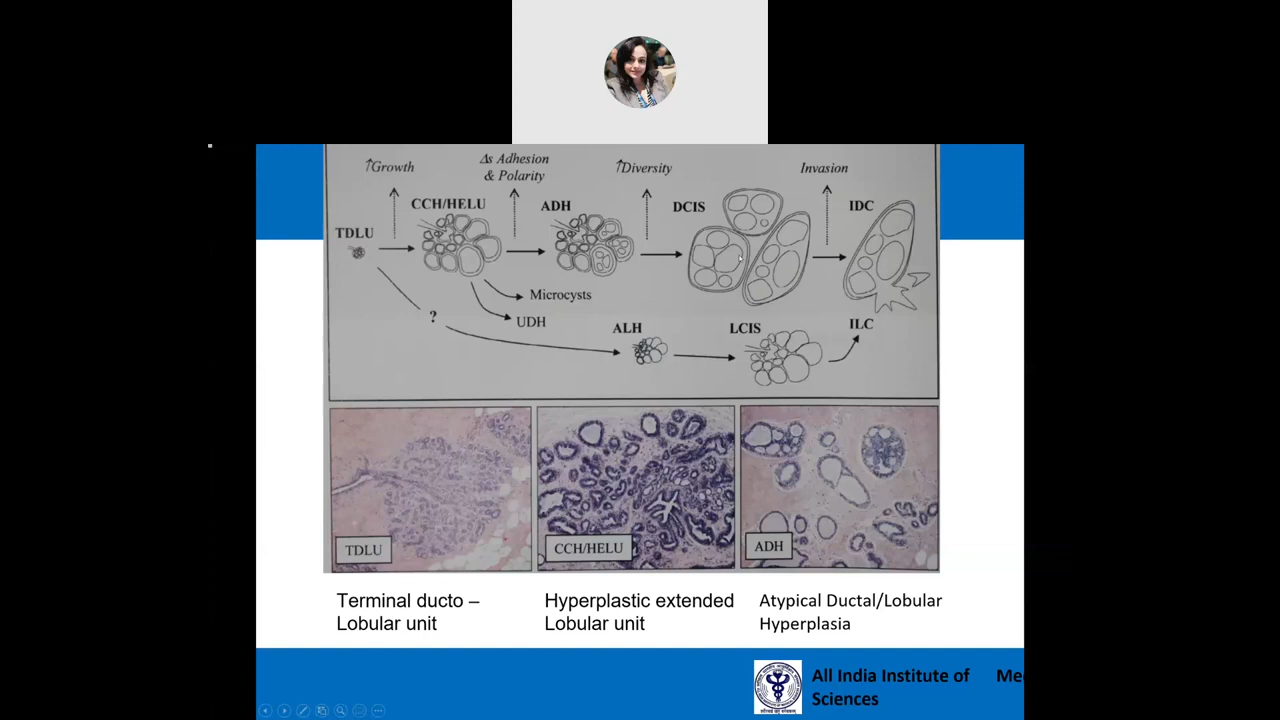 ↑Growth
Δs Adhesion
& Polarity
↑Diversity
Invasion
CCH/HELU
ADH
DCIS
IDC
TDLU
Microcysts
UDH
?
ALH
LCIS
ILC
TDLU
CCH/HELU
ADH
Terminal ducto –
Lobular unit
Hyperplastic extended
Lobular unit
Atypical Ductal/Lobular
Hyperplasia
All India Institute of Me
Sciences